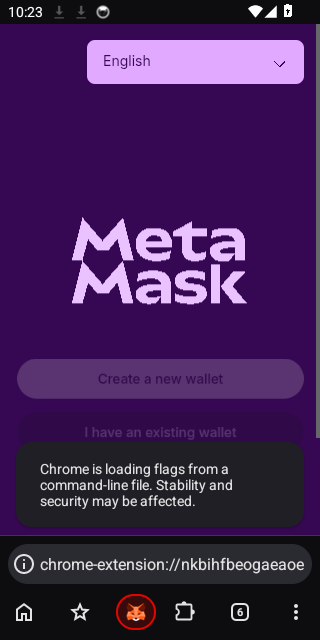 10:23
English
Meta
Mask
Create a new wallet
I have an existing wallet
Chrome is loading flags from a
command-line file. Stability and
security may be affected.
chrome-extension://nkbihfbeogaeaoe
6